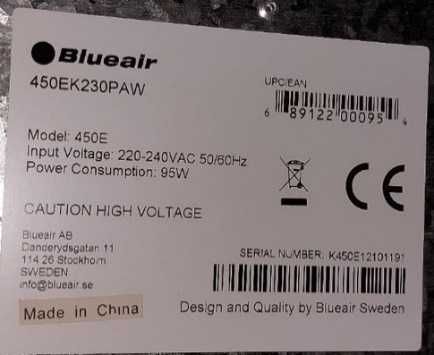 Blueair
450EK230PAW
UPC/EAN
6 89122 00095 4
Model: 450E
Input Voltage: 220-240VAC 50/60Hz
Power Consumption: 95W
CE
CAUTION HIGH VOLTAGE
Blueair AB
Danderydsgatan 11
114 26 Stockholm
SWEDEN
info@blueair.se
SERIAL NUMBER: K450E12101191
Made in China
Design and Quality by Blueair Sweden